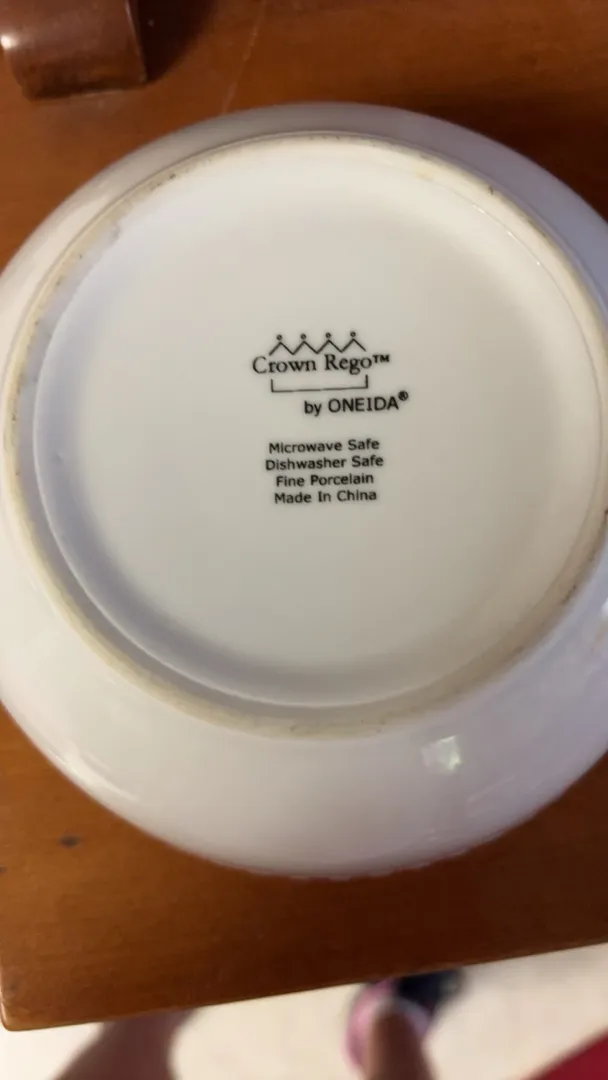 Crown Rego™
by ONEIDA®
Microwave Safe
Dishwasher Safe
Fine Porcelain
Made In China